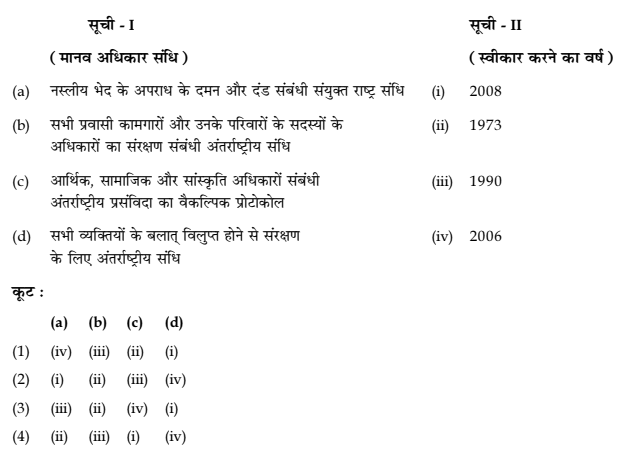 सूची - I सूची - II
( मानव अधिकार संधि ) ( स्वीकार करने का वर्ष )
(a) नस्लीय भेद के अपराध के दमन और दंड संबंधी संयुक्त राष्ट्र संधि (i) 2008
(b) सभी प्रवासी कामगारों और उनके परिवारों के सदस्यों के (ii) 1973
अधिकारों का संरक्षण संबंधी अंतर्राष्ट्रीय संधि
(c) आर्थिक, सामाजिक और सांस्कृति अधिकारों संबंधी (iii) 1990
अंतर्राष्ट्रीय प्रसंविदा का वैकल्पिक प्रोटोकोल
(d) सभी व्यक्तियों के बलात् विलुप्त होने से संरक्षण (iv) 2006
के लिए अंतर्राष्ट्रीय संधि
कूट :
(a) (b) (c) (d)
(1) (iv) (iii) (ii) (i)
(2) (i) (ii) (iii) (iv)
(3) (iii) (ii) (iv) (i)
(4) (ii) (iii) (i) (iv)